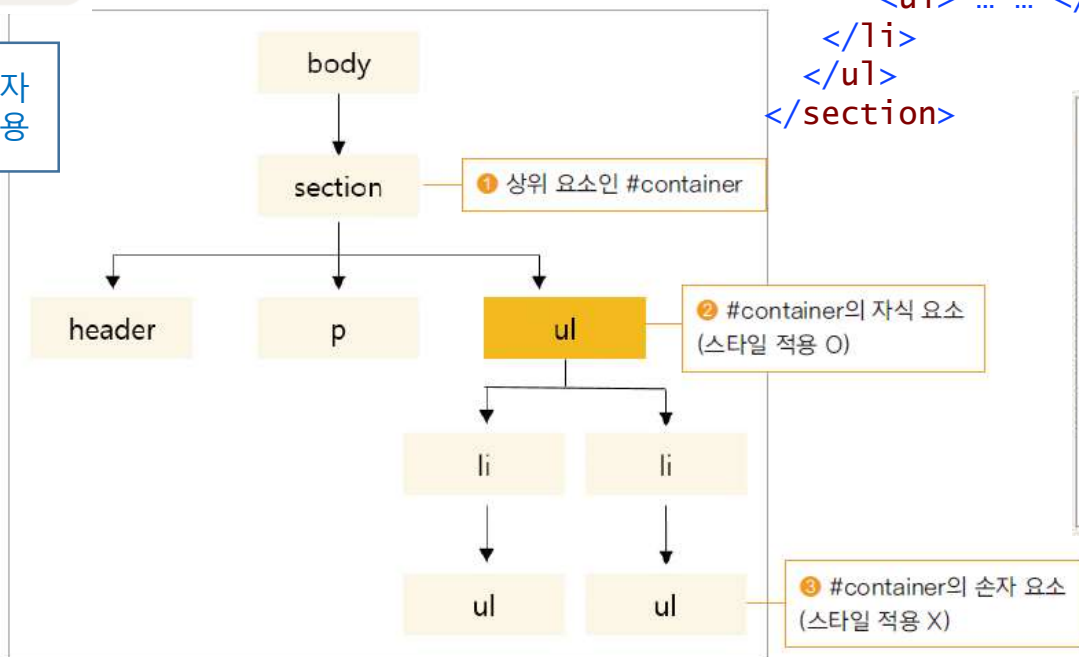 <ul> … … </
</li>
</ul>
</section>
자
용
body
section
❶ 상위 요소인 #container
header
p
ul
❷ #container의 자식 요소
(스타일 적용 O)
li
li
ul
ul
❸ #container의 손자 요소
(스타일 적용 X)